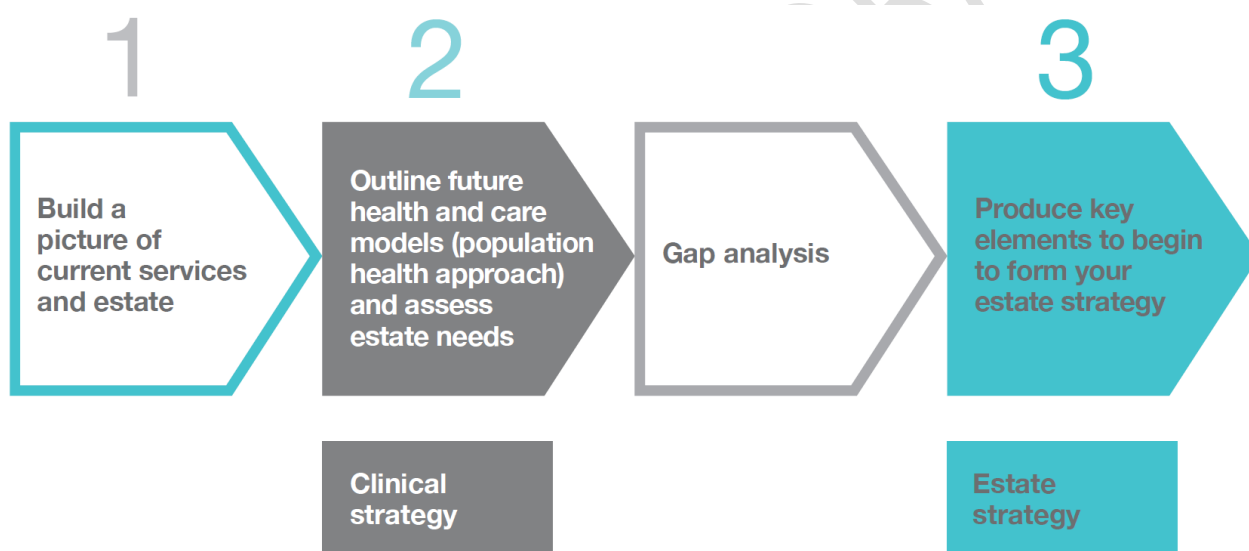 1
2
3
Build a
picture of
current services
and estate
Outline future
health and care
models (population
health approach)
and assess
estate needs
Gap analysis
Produce key
elements to begin
to form your
estate strategy
Clinical
strategy
Estate
strategy